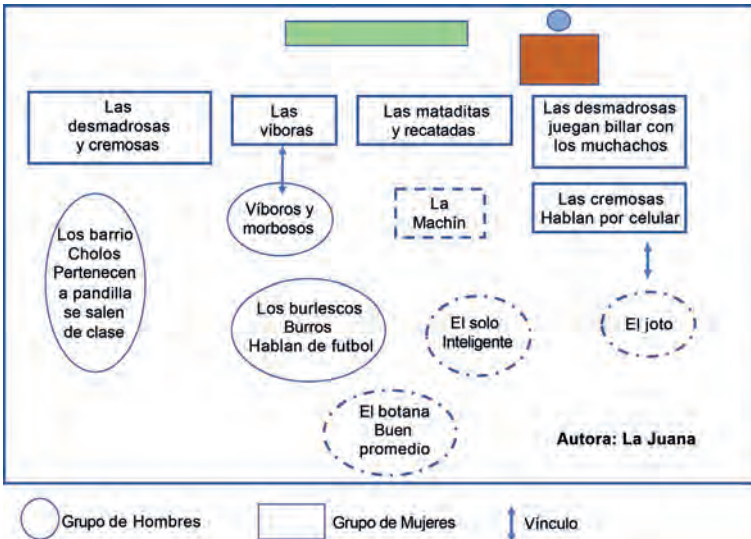 Las
desmadrosas
y cremosas
Las
víboras
Las mataditas
y recatadas
Las desmadrosas
juegan billar con
los muchachos
Víboros y
morbosos
La
Machín
Las cremosas
Hablan por celular
Los barrio
Cholos
Pertenecen
a pandilla
se salen
de clase
Los burlescos
Burros
Hablan de futbol
El solo
Inteligente
El joto
El botana
Buen
promedio
Autora: La Juana
Grupo de Hombres
Grupo de Mujeres
Vínculo